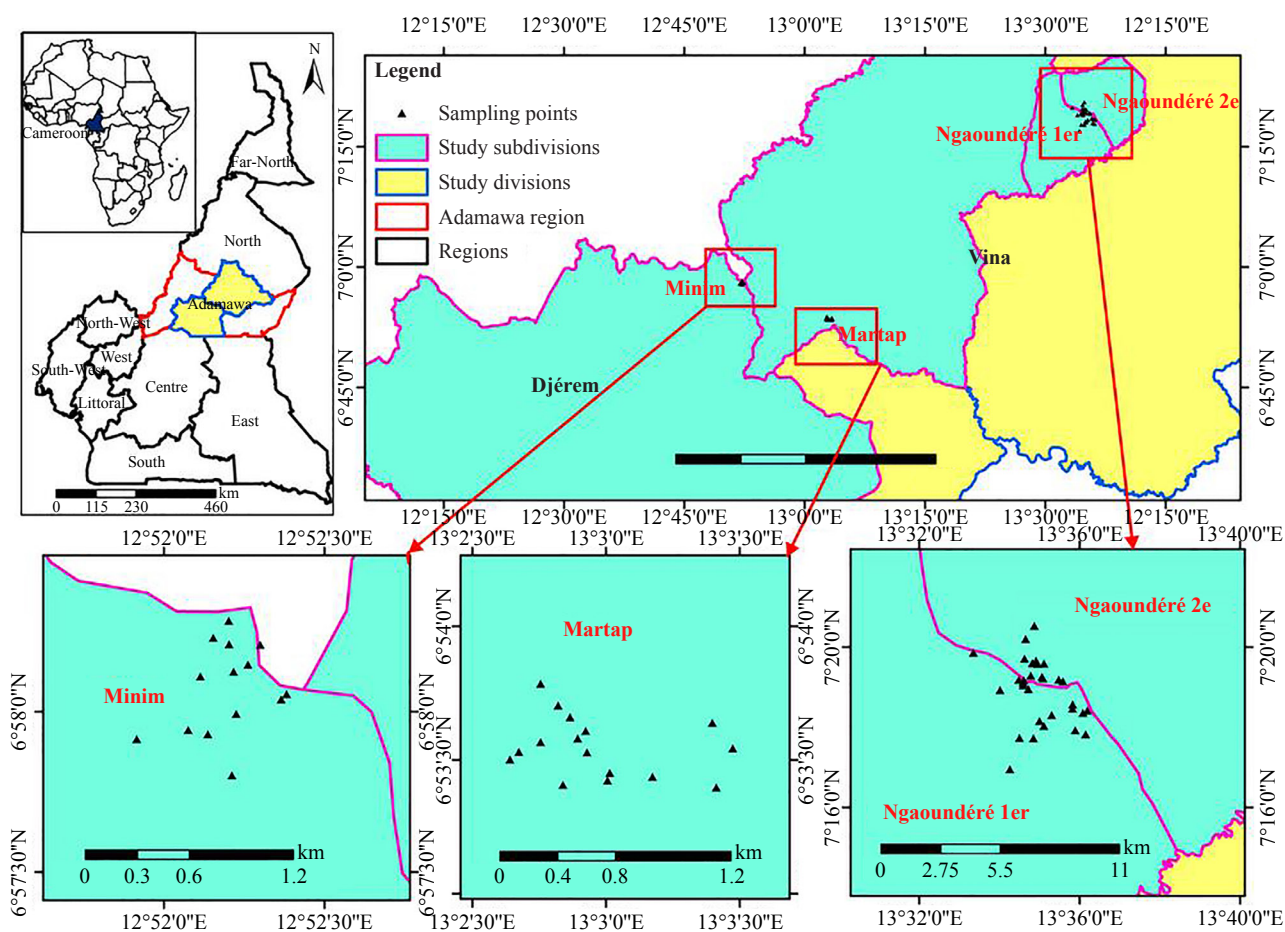 12°15'0"E 12°30'0"E 12°45'0"E 13°0'0"E 13°15'0"E 13°30'0"E 12°15'0"E
N
Cameroon
Far-North
North
Adamawa
North-West
West
South-West
Centre
Littoral
East
South
km
0 115 230 460
Legend
Sampling points
Study subdivisions
Study divisions
Adamawa region
Regions
Ngaoundéré 2e
Ngaoundéré 1er
Vina
Minim
Martap
Djérem
7°15'0"N
7°0'0"N
6°45'0"N
7°15'0"N
7°0'0"N
6°45'0"N
12°15'0"E 12°30'0"E 12°45'0"E 13°0'0"E 13°15'0"E 13°30'0"E 12°15'0"E
12°52'0"E 12°52'30"E
6°58'0"N
6°57'30"N
Minim
km
0 0.3 0.6 1.2
6°58'0"N
6°57'30"N
12°52'0"E 12°52'30"E
12°23'0"E 13°3'0"E 13°3'30"E
6°54'0"N
6°53'30"N
Martap
km
0 0.4 0.8 1.2
6°54'0"N
6°53'30"N
12°23'0"E 13°3'0"E 13°3'30"E
13°32'0"E 13°36'0"E 13°40'0"E
7°20'0"N
7°16'0"N
Ngaoundéré 2e
Ngaoundéré 1er
km
0 2.75 5.5 11
7°20'0"N
7°16'0"N
13°32'0"E 13°36'0"E 13°40'0"E